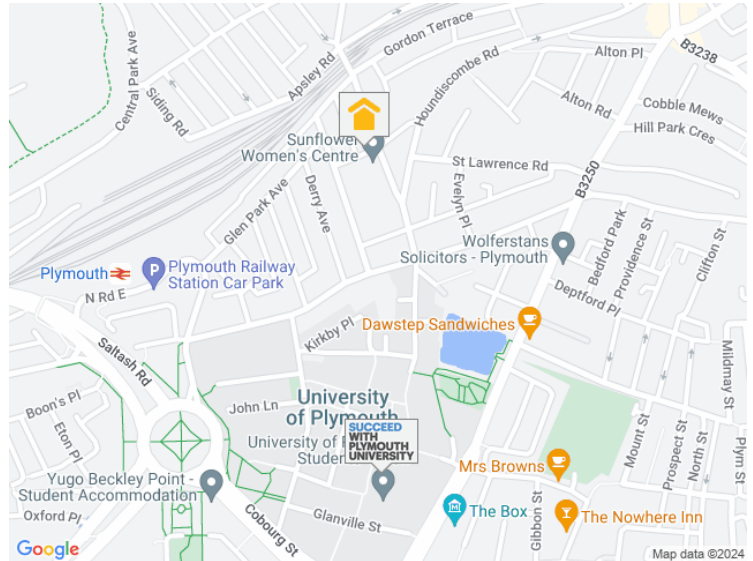 Gordon Terrace
Alton Pl
B3238
Apsley Rd
Central Park Ave
Siding Rd
Houndiscombe Rd
Alton Rd
Cobble Mews
Hill Park Cres
Sunflower
Women's Centre
St Lawrence Rd
B3250
Derry Ave
Evelyn Pl
Glen Park Ave
Wolferstans
Solicitors - Plymouth
Bedford Park
Providence St
Clifton St
Plymouth
P
Plymouth Railway
Station Car Park
N Rd E
Deptford Pl
Kirkby Pl
Dawstep Sandwiches
Saltash Rd
Mildmay St
University
of Plymouth
John Ln
Boon's Pl
Eton Pl
SUCCEED
WITH
PLYMOUTH
UNIVERSITY
University of
Student
Mount St
Prospect St
North St
Plym St
Mrs Browns
Yugo Beckley Point -
Student Accommodation
The Box
Gibbon St
The Nowhere Inn
Oxford Pl
Cobourg St
Glanville St
Google
Map data ©2024